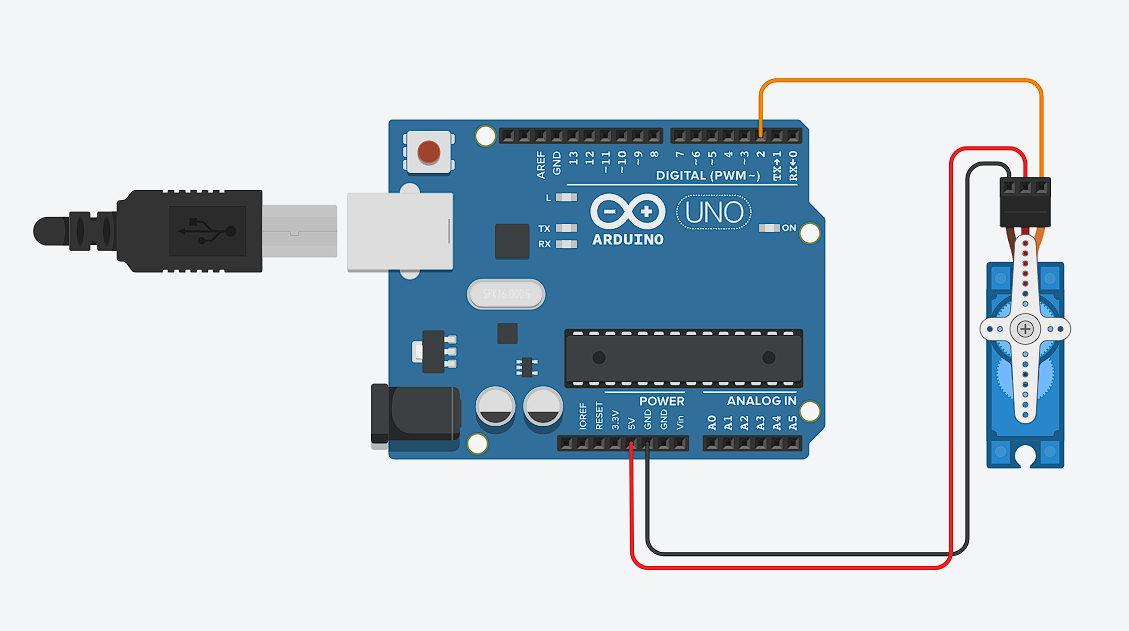 AREF
GND
13
12
~11
~10
~9
8
7
~6
~5
4
~3
2
TX→1
RX←0
DIGITAL (PWM~)
L
TX
RX
UNO
ON
ARDUINO
POWER
ANALOG IN
IOREF
RESET
3.3V
5V
GND
GND
Vin
A0
A1
A2
A3
A4
A5